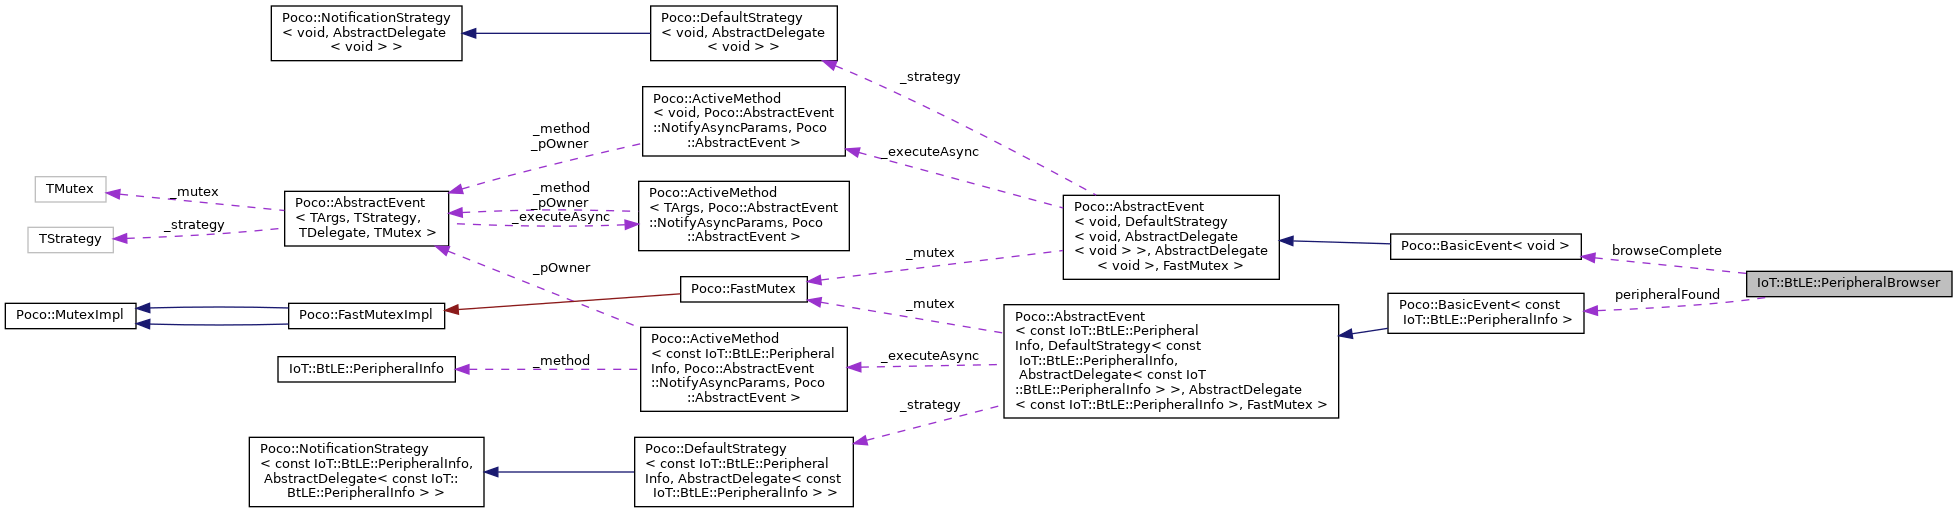 Poco::NotificationStrategy
< void, AbstractDelegate
< void > >
Poco::DefaultStrategy
< void, AbstractDelegate
< void > >
_strategy
Poco::ActiveMethod
< void, Poco::AbstractEvent
::NotifyAsyncParams, Poco
::AbstractEvent >
_method
_pOwner
_executeAsync
TMutex
_mutex
TStrategy
_strategy
Poco::AbstractEvent
< TArgs, TStrategy,
TDelegate, TMutex >
_method
_pOwner
_executeAsync
Poco::ActiveMethod
< TArgs, Poco::AbstractEvent
::NotifyAsyncParams, Poco
::AbstractEvent >
Poco::AbstractEvent
< void, DefaultStrategy
< void, AbstractDelegate
< void > >, AbstractDelegate
< void >, FastMutex >
Poco::BasicEvent< void >
browseComplete
IoT::BtLE::PeripheralBrowser
peripheralFound
Poco::BasicEvent< const
IoT::BtLE::PeripheralInfo >
_mutex
_pOwner
Poco::FastMutex
_mutex
Poco::MutexImpl
Poco::FastMutexImpl
Poco::AbstractEvent
< const IoT::BtLE::Peripheral
Info, DefaultStrategy< const
IoT::BtLE::PeripheralInfo,
AbstractDelegate< const IoT
::BtLE::PeripheralInfo > >, AbstractDelegate
< const IoT::BtLE::PeripheralInfo >, FastMutex >
Poco::ActiveMethod
< const IoT::BtLE::Peripheral
Info, Poco::AbstractEvent
::NotifyAsyncParams, Poco
::AbstractEvent >
_executeAsync
_method
IoT::BtLE::PeripheralInfo
_strategy
Poco::NotificationStrategy
< const IoT::BtLE::PeripheralInfo,
AbstractDelegate< const IoT::
BtLE::PeripheralInfo > >
Poco::DefaultStrategy
< const IoT::BtLE::Peripheral
Info, AbstractDelegate< const
IoT::BtLE::PeripheralInfo > >